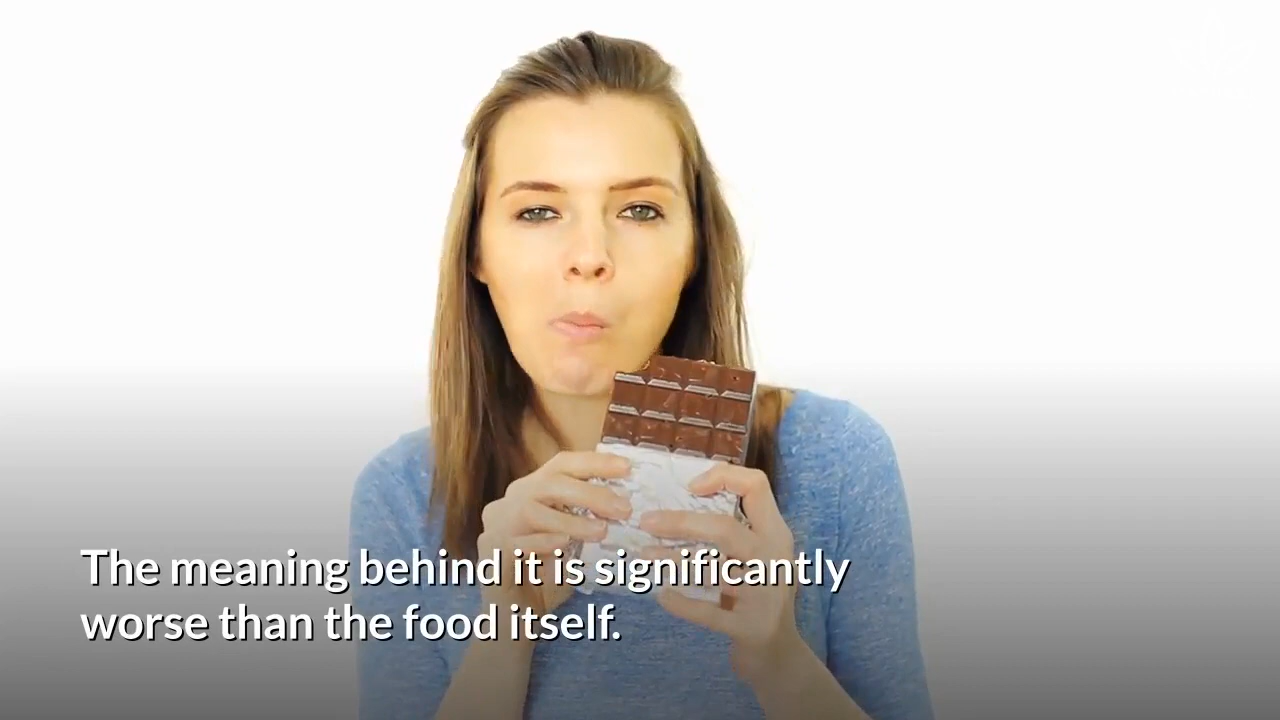 The meaning behind it is significantly
worse than the food itself.